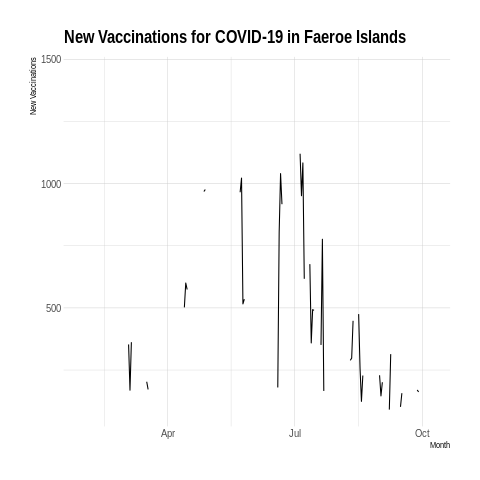 New Vaccinations for COVID-19 in Faeroe Islands
New Vaccinations
1500
1000
500
Apr
Jul
Oct
Month